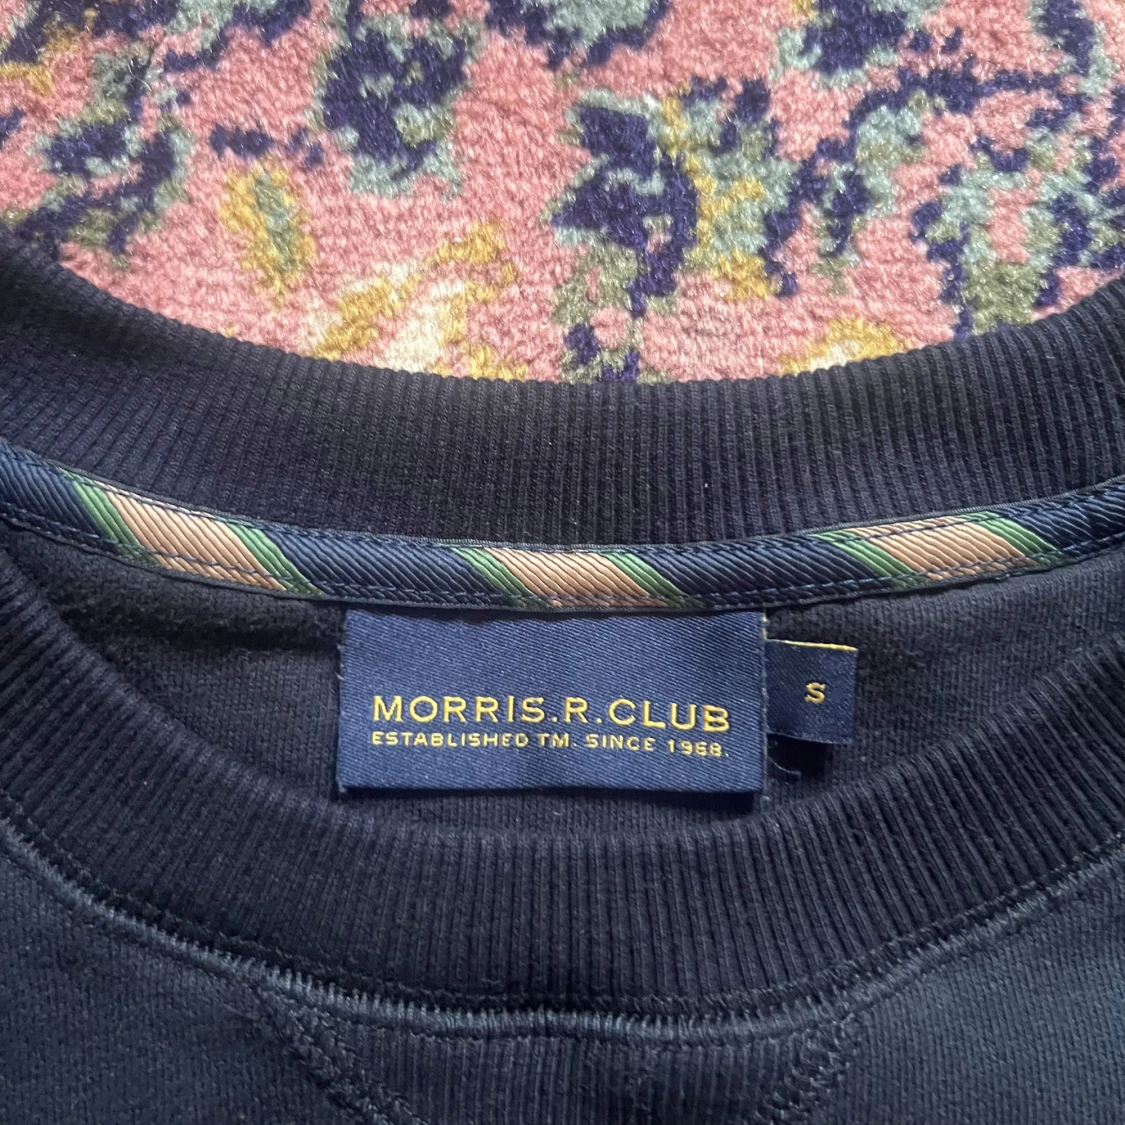 MORRIS.R.CLUB
ESTABLISHED TM. SINCE 1968.
S